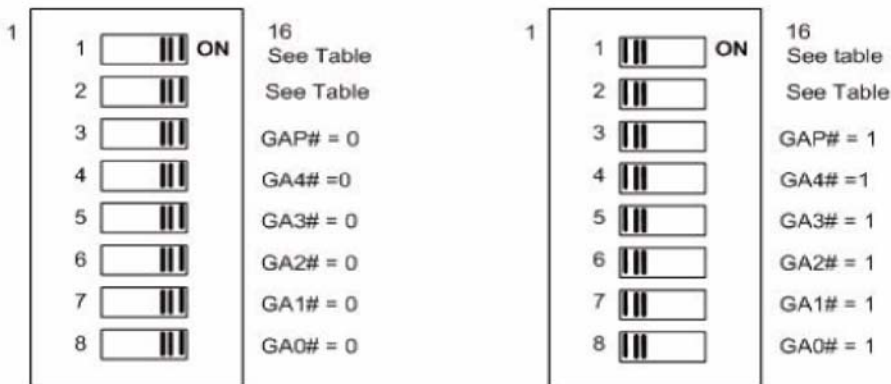 1
16
1 ON See Table
2 See Table
3 GAP# = 0
4 GA4# =0
5 GA3# = 0
6 GA2# = 0
7 GA1# = 0
8 GA0# = 0
1
16
1 ON See table
2 See Table
3 GAP# = 1
4 GA4# =1
5 GA3# = 1
6 GA2# = 1
7 GA1# = 1
8 GA0# = 1